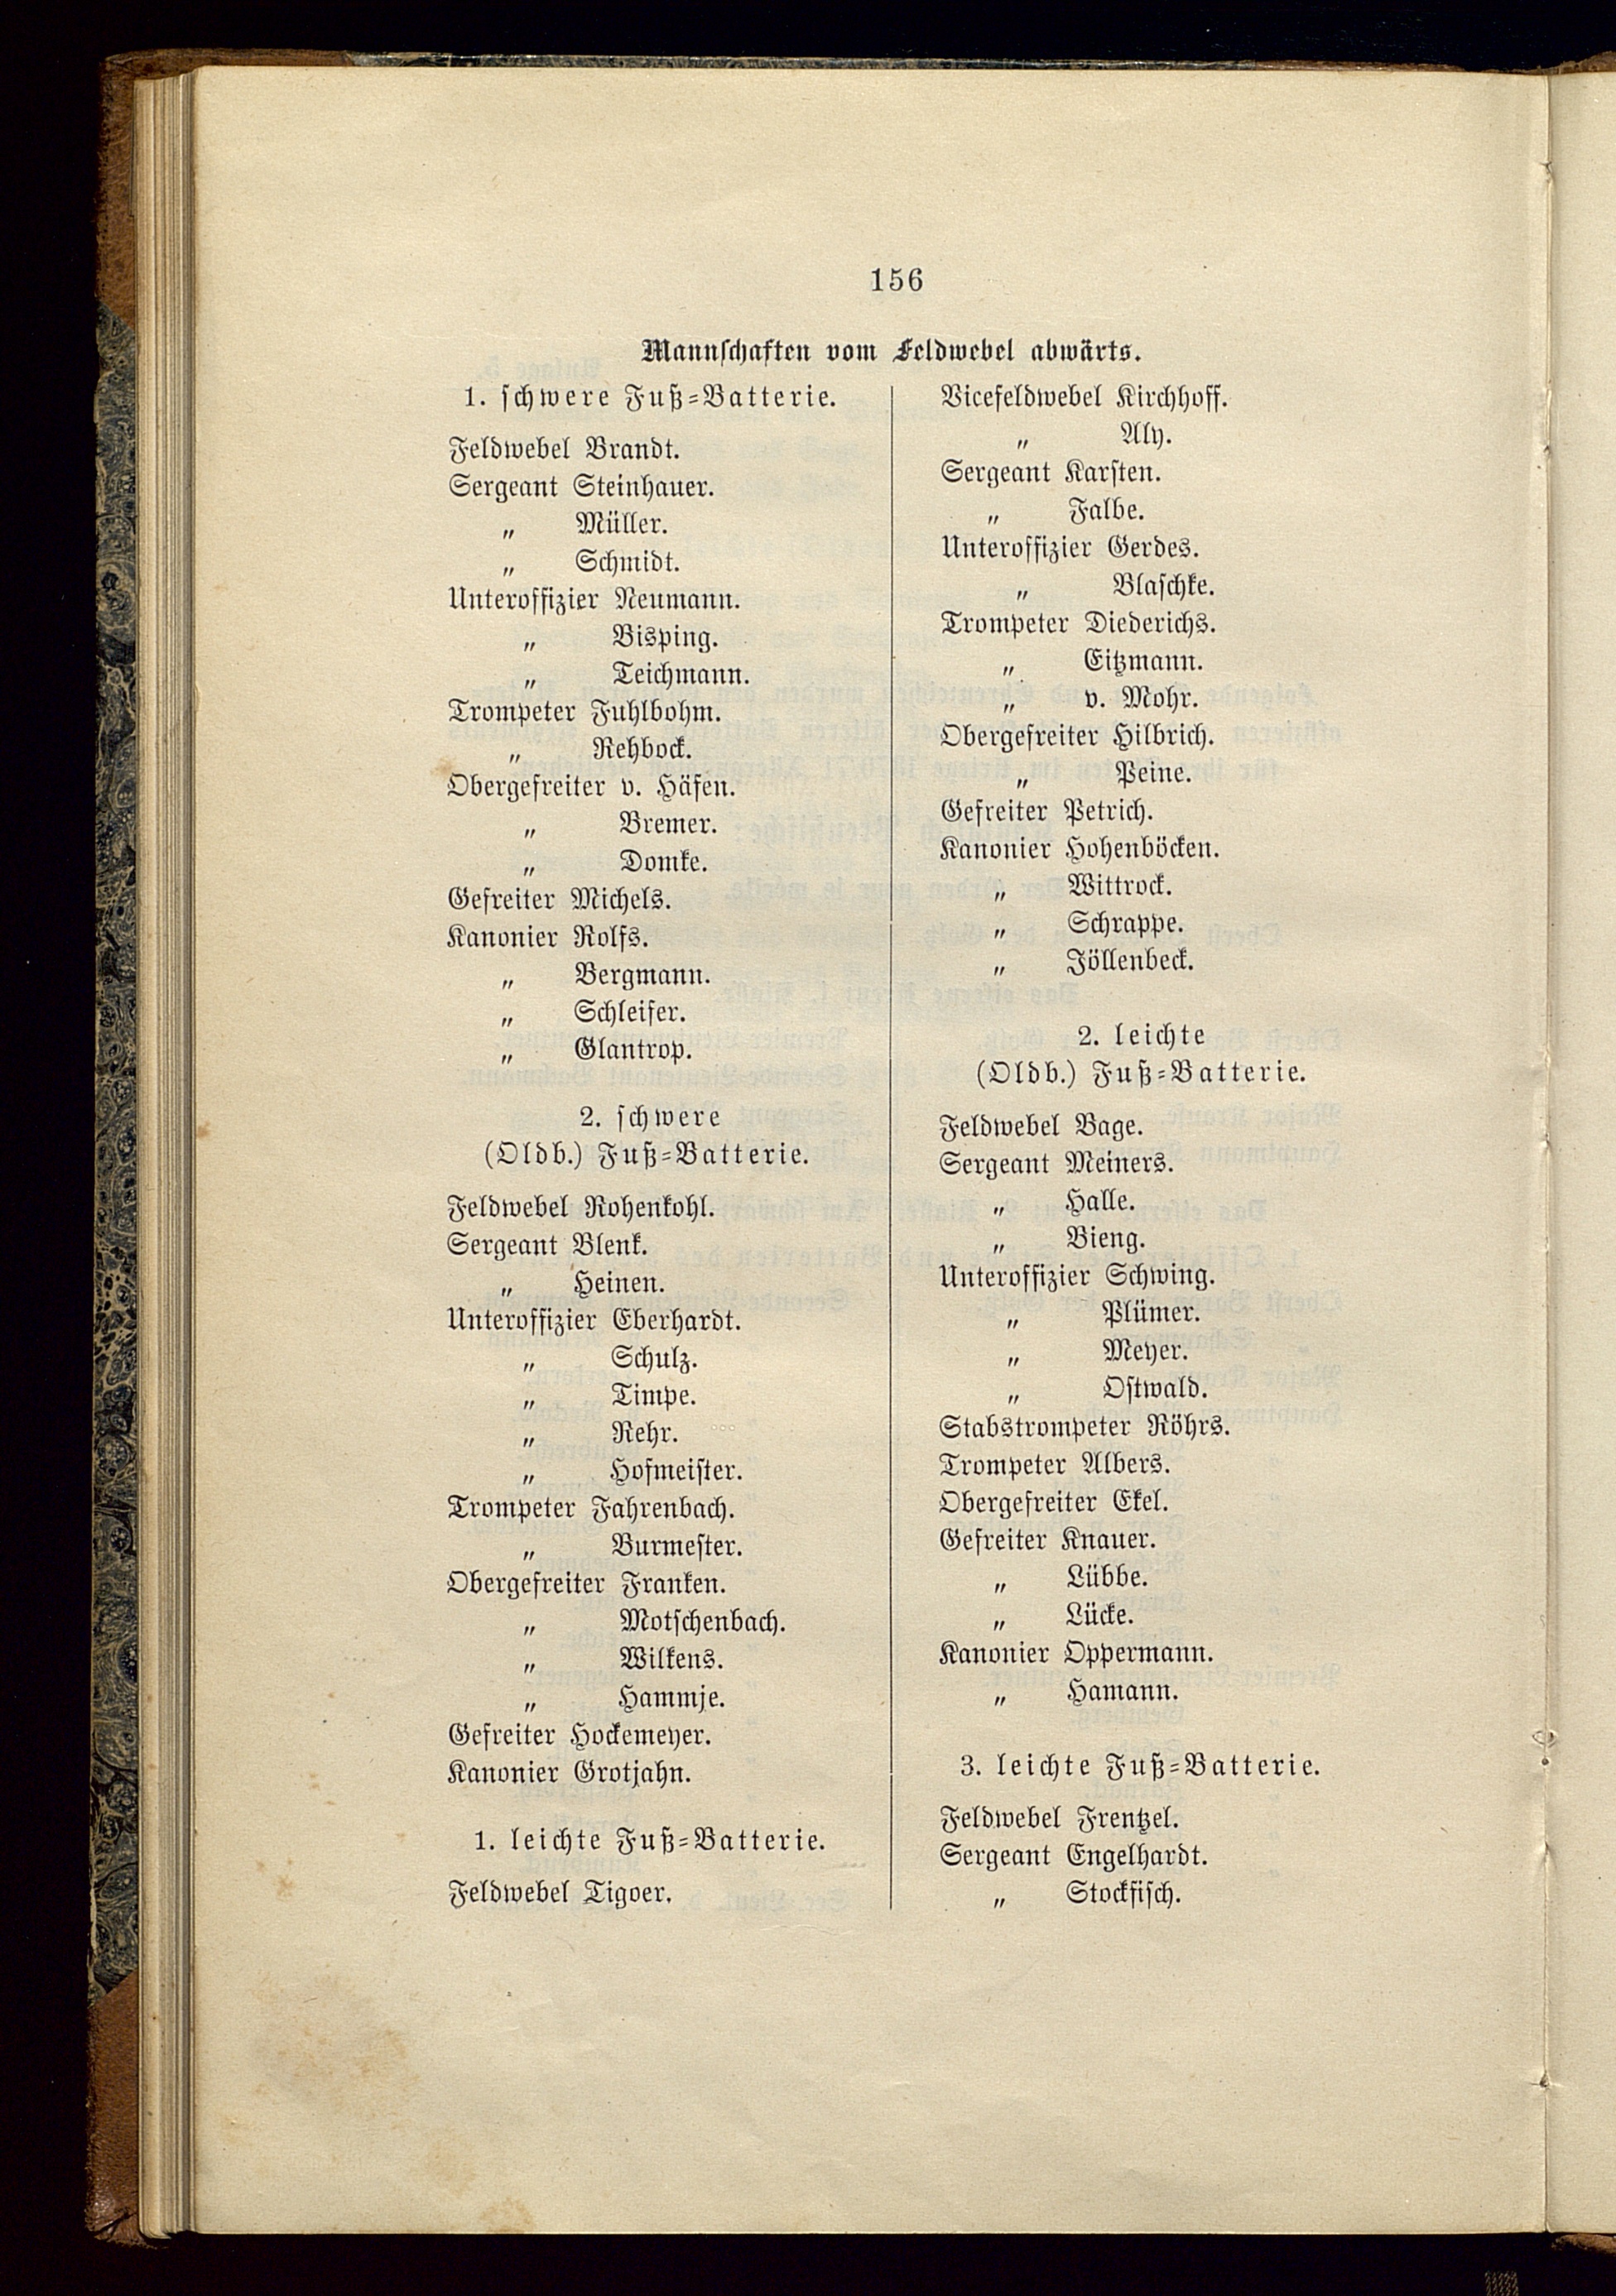 156
Mannschaften vom Feldwebel abwärts.
1. schwere Fuß-Batterie.
Feldwebel Brandt.
Sergeant Steinhauer.
„ Müller.
„ Schmidt.
Unteroffizier Neumann.
„ Bisping.
„ Teichmann.
Trompeter Fuhlbohm.
„ Rehbock.
Obergefreiter v. Häfen.
„ Bremer.
„ Domke.
Gefreiter Michels.
Kanonier Rolfs.
„ Bergmann.
„ Schleifer.
„ Glantrop.
2. schwere
(Oldb.) Fuß-Batterie.
Feldwebel Rohenkohl.
Sergeant Blenk.
„ Heinen.
Unteroffizier Eberhardt.
„ Schulz.
„ Timpe.
„ Rehr.
„ Hofmeister.
Trompeter Fahrenbach.
„ Burmester.
Obergefreiter Franken.
„ Motschenbach.
„ Wilkens.
„ Hammje.
Gefreiter Hockemeyer.
Kanonier Grotjahn.
1. leichte Fuß-Batterie.
Feldwebel Tigoer.
Vicefeldwebel Kirchhoff.
„ Aly.
Sergeant Karsten.
„ Falbe.
Unteroffizier Gerdes.
„ Blaschke.
Trompeter Diederichs.
„ Eitzmann.
„ v. Mohr.
Obergefreiter Hilbrich.
„ Peine.
Gefreiter Petrich.
Kanonier Hohenböcken.
„ Wittrock.
„ Schrappe.
„ Jöllenbeck.
2. leichte
(Oldb.) Fuß-Batterie.
Feldwebel Bage.
Sergeant Meiners.
„ Halle.
„ Bieng.
Unteroffizier Schwing.
„ Plümer.
„ Meyer.
„ Ostwald.
Stabstrompeter Röhrs.
Trompeter Albers.
Obergefreiter Ekel.
Gefreiter Knauer.
„ Lübbe.
„ Lücke.
Kanonier Oppermann.
„ Hamann.
3. leichte Fuß-Batterie.
Feldwebel Frentzel.
Sergeant Engelhardt.
„ Stockfisch.